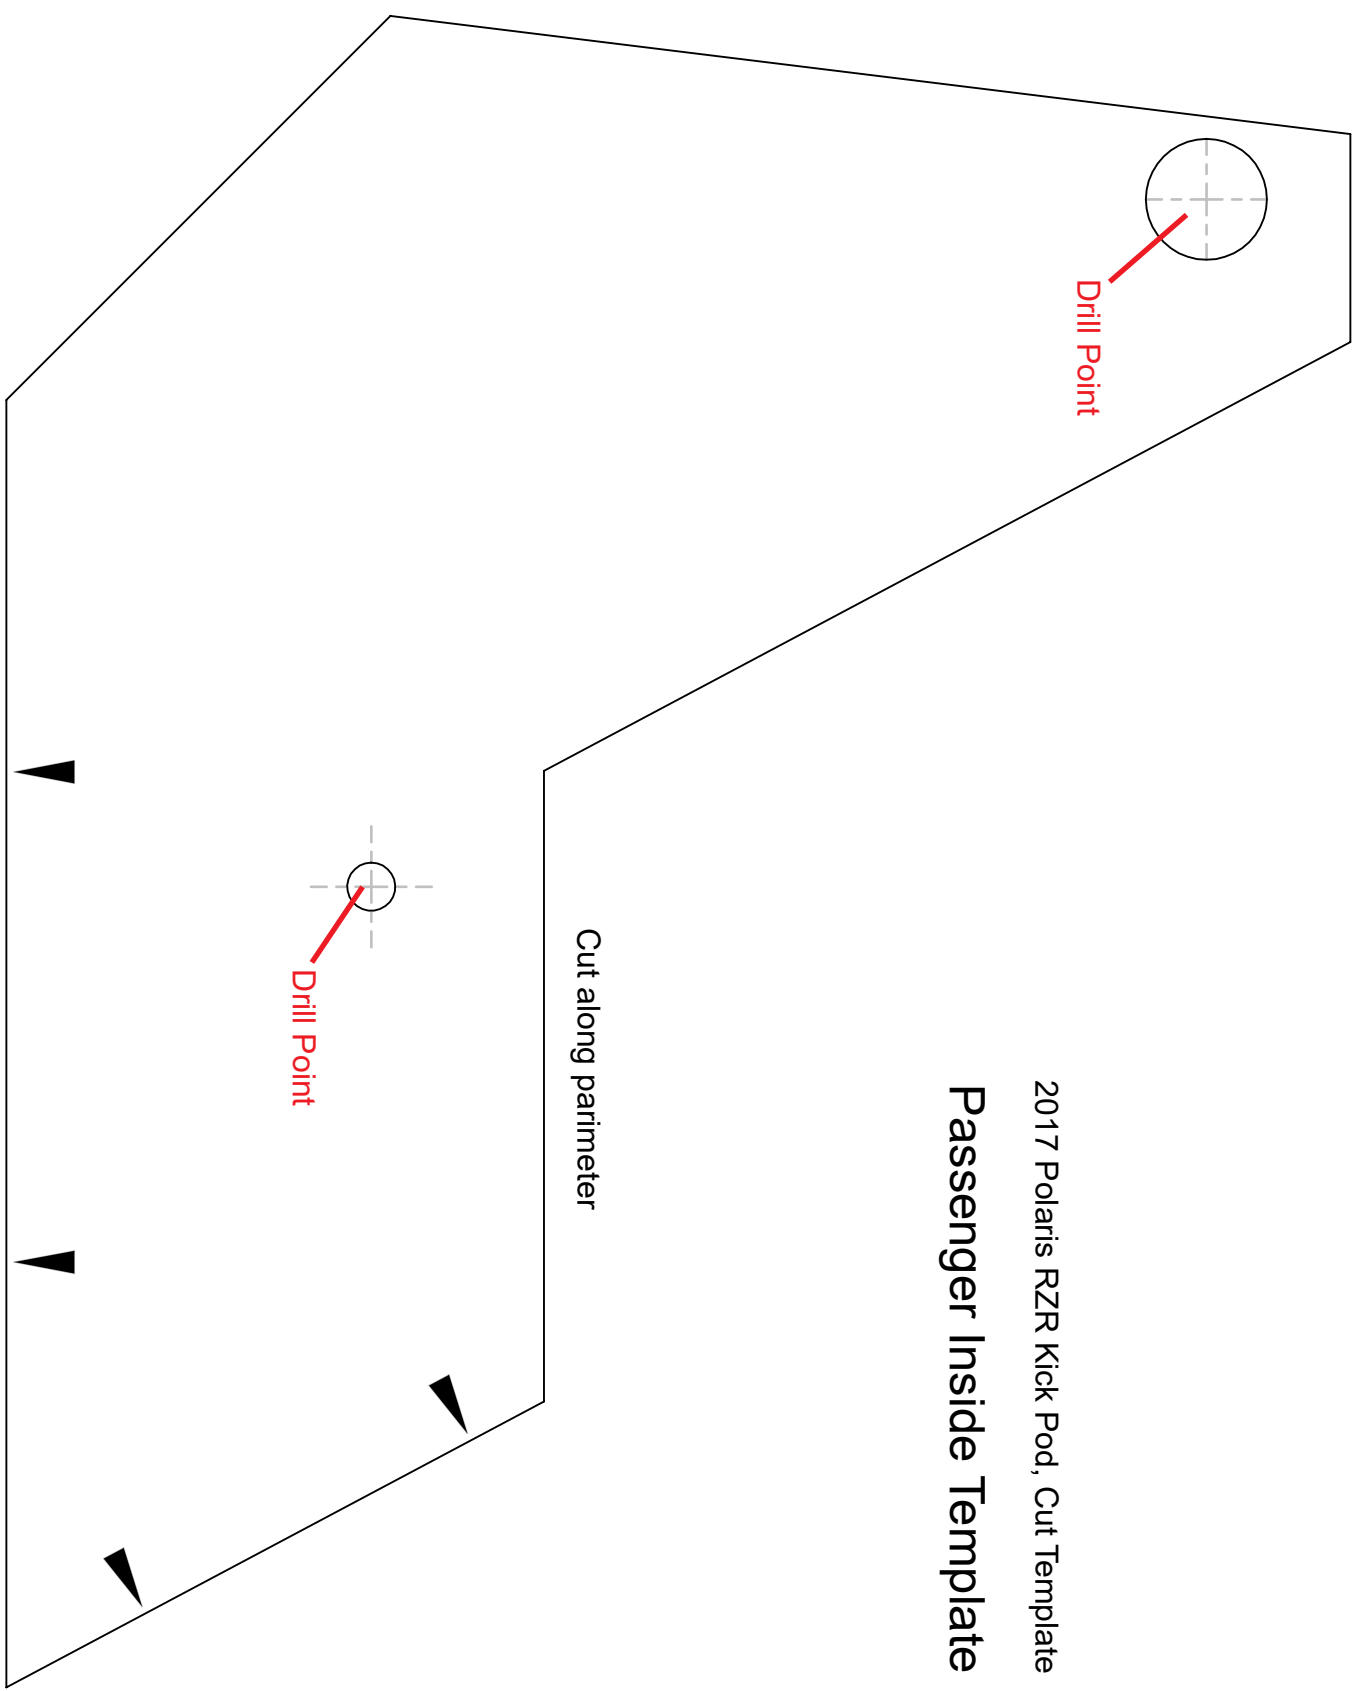 2017 Polaris RZR Kick Pod, Cut Template
Passenger Inside Template
Drill Point
Cut along parimeter
Drill Point